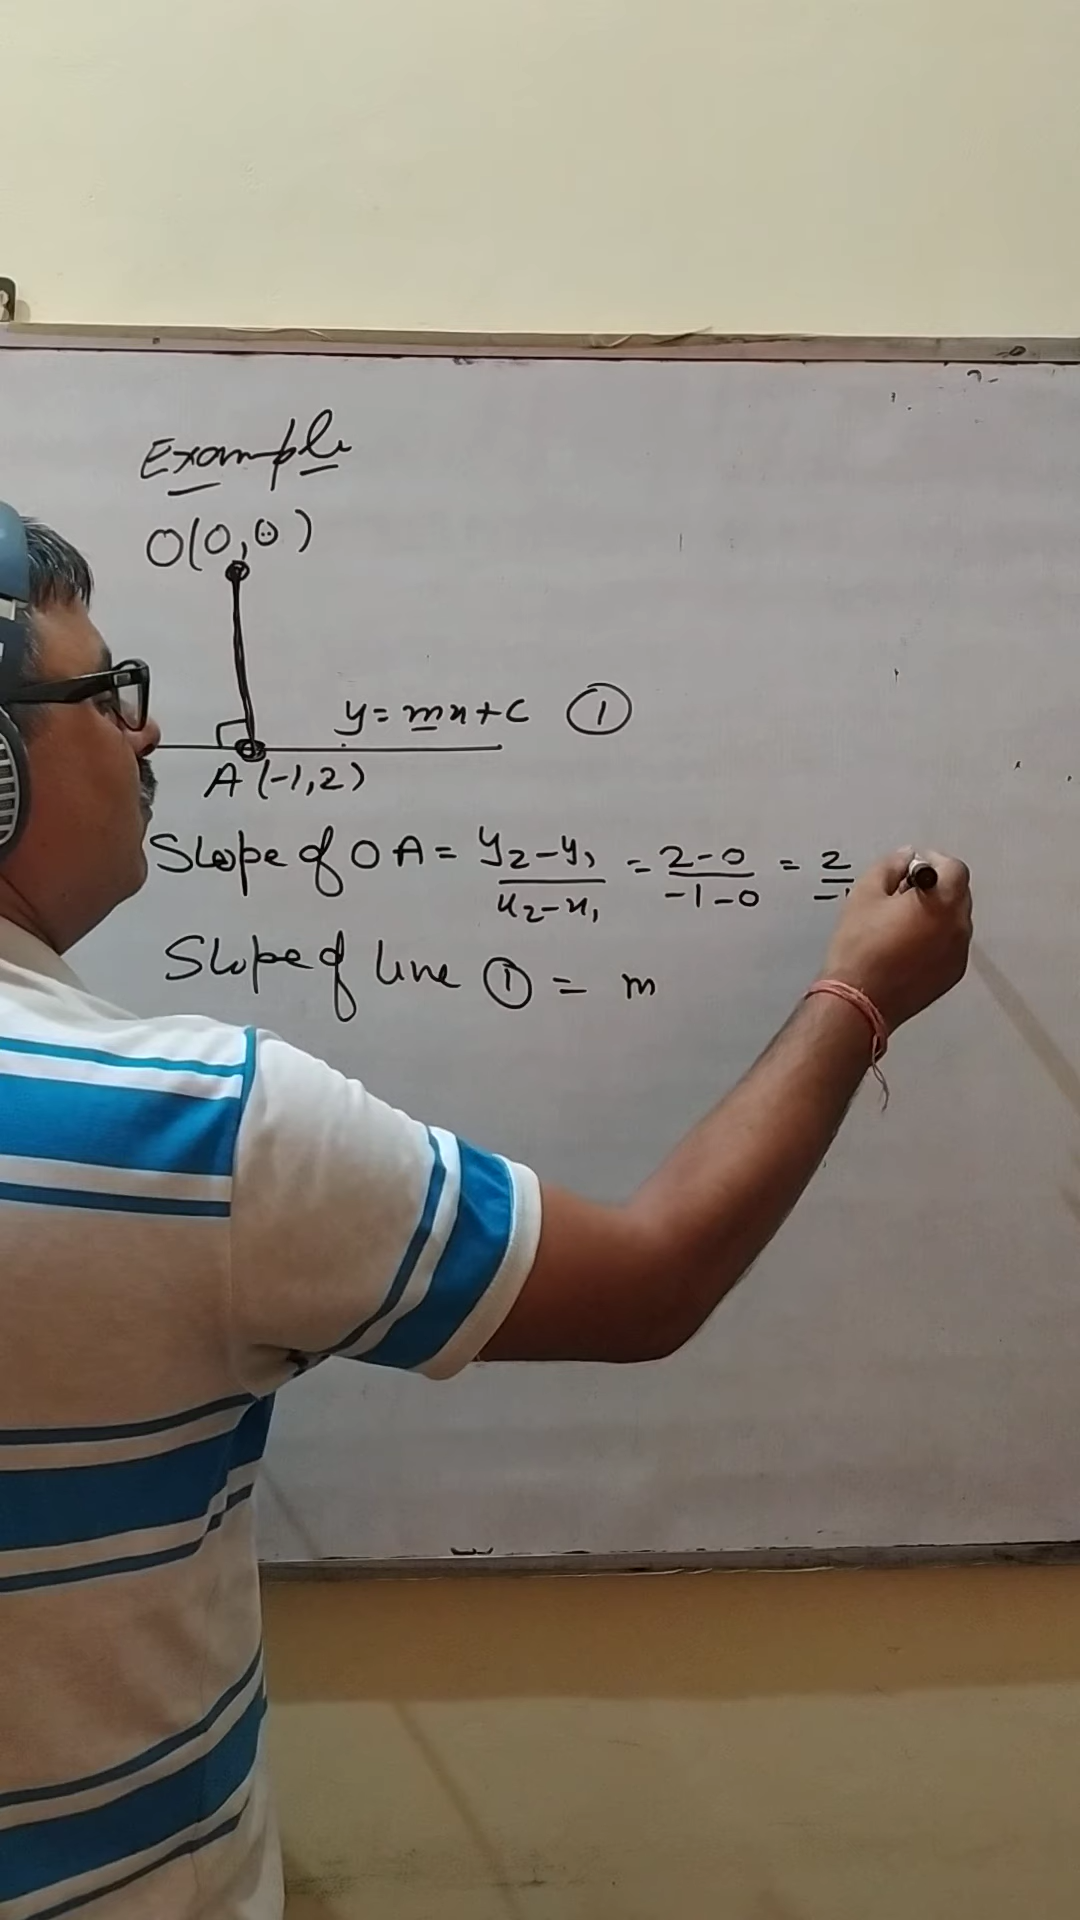 Example
O(0,0)
y=mx+c ①
A(-1,2)
Slope of OA = y₂-y₁/x₂-x₁ = 2-0/-1-0 = 2/-1
Slope of line ① = m